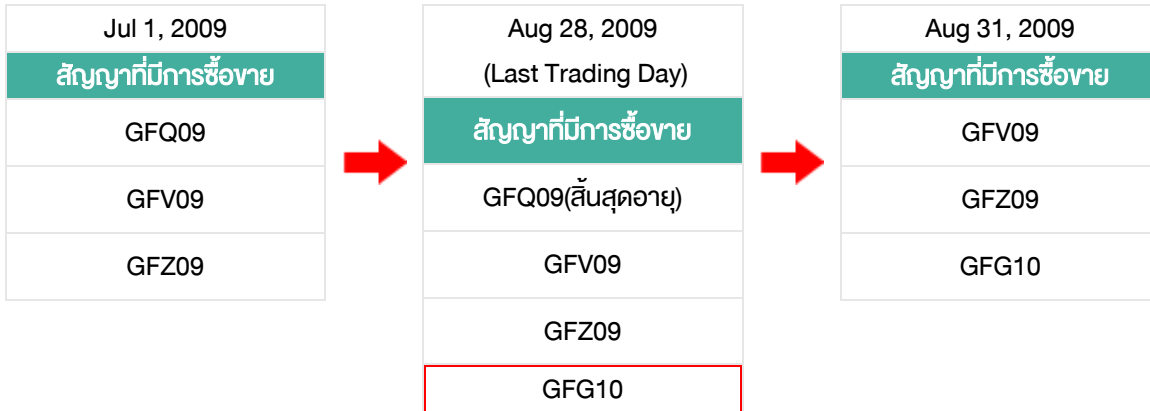 Jul 1, 2009
สัญญาที่มีการซื้อขาย
GFQ09
GFV09
GFZ09
Aug 28, 2009
(Last Trading Day)
สัญญาที่มีการซื้อขาย
GFQ09(สิ้นสุดอายุ)
GFV09
GFZ09
GFG10
Aug 31, 2009
สัญญาที่มีการซื้อขาย
GFV09
GFZ09
GFG10